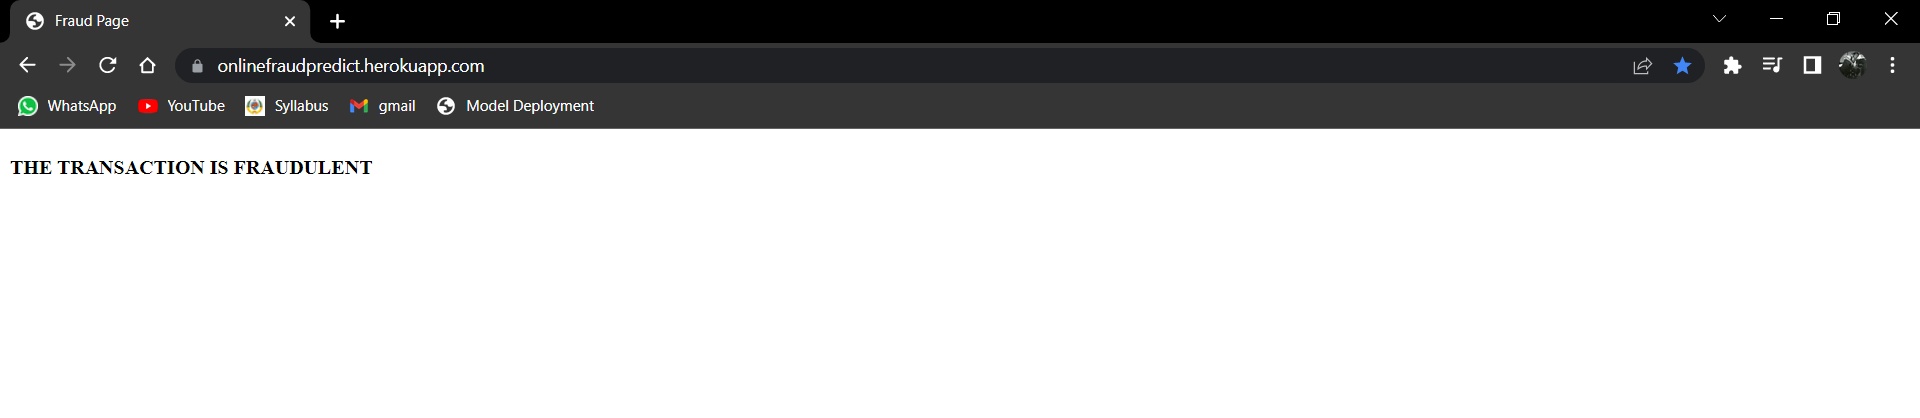 Fraud Page
onlinefraudpredict.herokuapp.com
WhatsApp YouTube Syllabus gmail Model Deployment
THE TRANSACTION IS FRAUDULENT